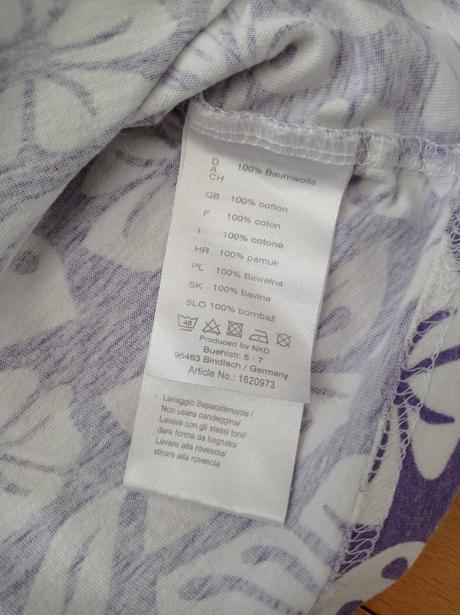 D 100% Baumwolle
A
CH
GB 100% cotton
F 100% coton
I 100% cotone
HR 100% pamuk
PL 100% Bawełna
SK 100% bavlna
SLO 100% bombaž
40
Produced for NKD
Buehlstr. 5 - 7
95463 Bindlach / Germany
Article No.: 1620973
I Lavaggio Separatamente/
Non usare candeggina/
Lavare con gli stessi toni/
dare forma da bagnato/
Lavare alla rovescia/
stirare alla rovescia